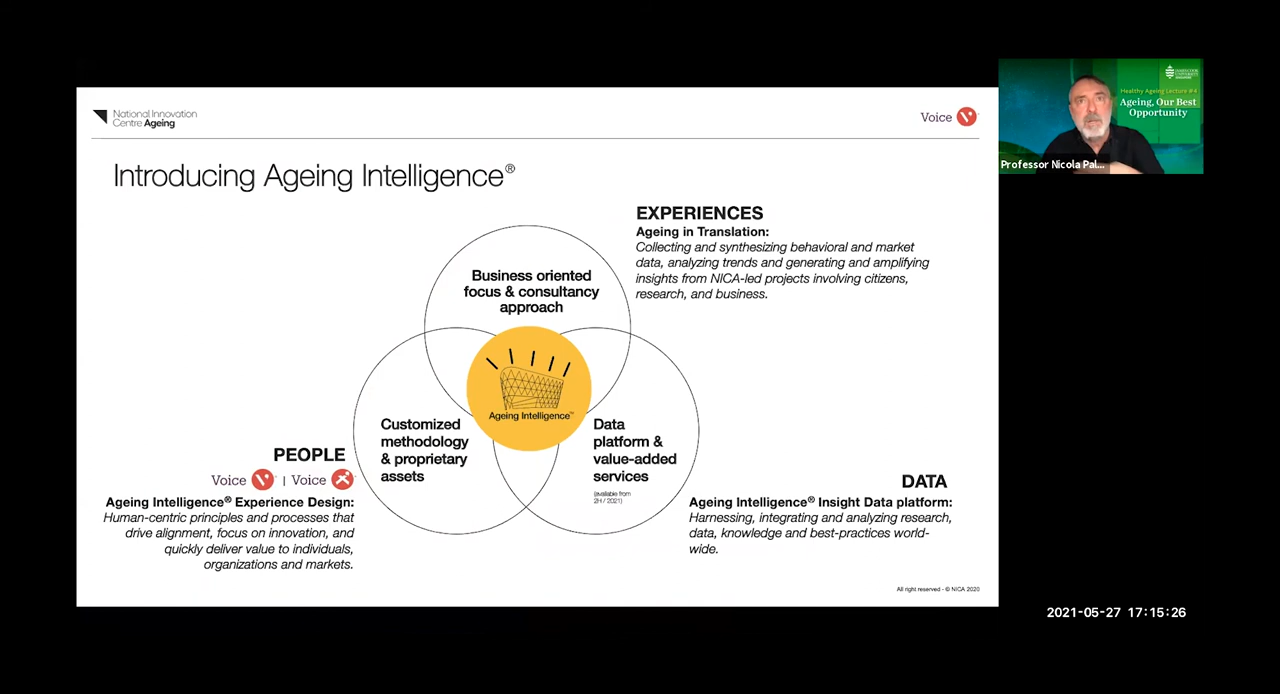 National Innovation
Centre Ageing
Voice
Introducing Ageing Intelligence®
EXPERIENCES
Ageing in Translation:
Collecting and synthesizing behavioral and market
data, analyzing trends and generating and amplifying
insights from NICA-led projects involving citizens,
research, and business.
Business oriented
focus & consultancy
approach
Ageing Intelligence™
Customized
methodology
& proprietary
assets
Data
platform &
value-added
services
(available from
2H / 2021)
PEOPLE
Voice V | Voice X
Ageing Intelligence® Experience Design:
Human-centric principles and processes that
drive alignment, focus on innovation, and
quickly deliver value to individuals,
organizations and markets.
DATA
Ageing Intelligence® Insight Data platform:
Harnessing, integrating and analyzing research,
data, knowledge and best-practices world-
wide.
All right reserved - © NICA 2020
JAMES COOK
UNIVERSITY
SINGAPORE
Healthy Ageing Lecture #4
Ageing, Our Best
Opportunity
Professor Nicola Pal...
2021-05-27 17:15:26